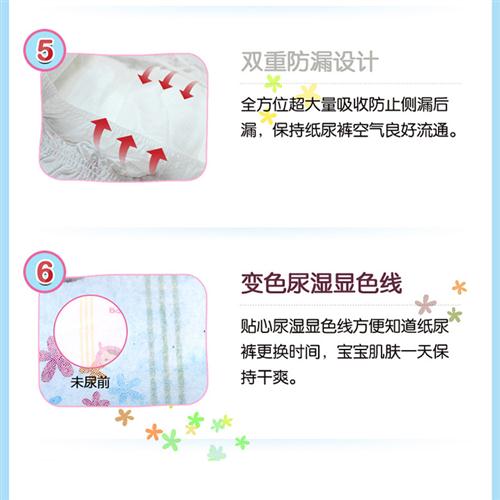 5
双重防漏设计
全方位超大量吸收防止侧漏后
漏，保持纸尿裤空气良好流通。
6
变色尿湿显色线
贴心尿湿显色线方便知道纸尿
裤更换时间，宝宝肌肤一天保
持干爽。
未尿前